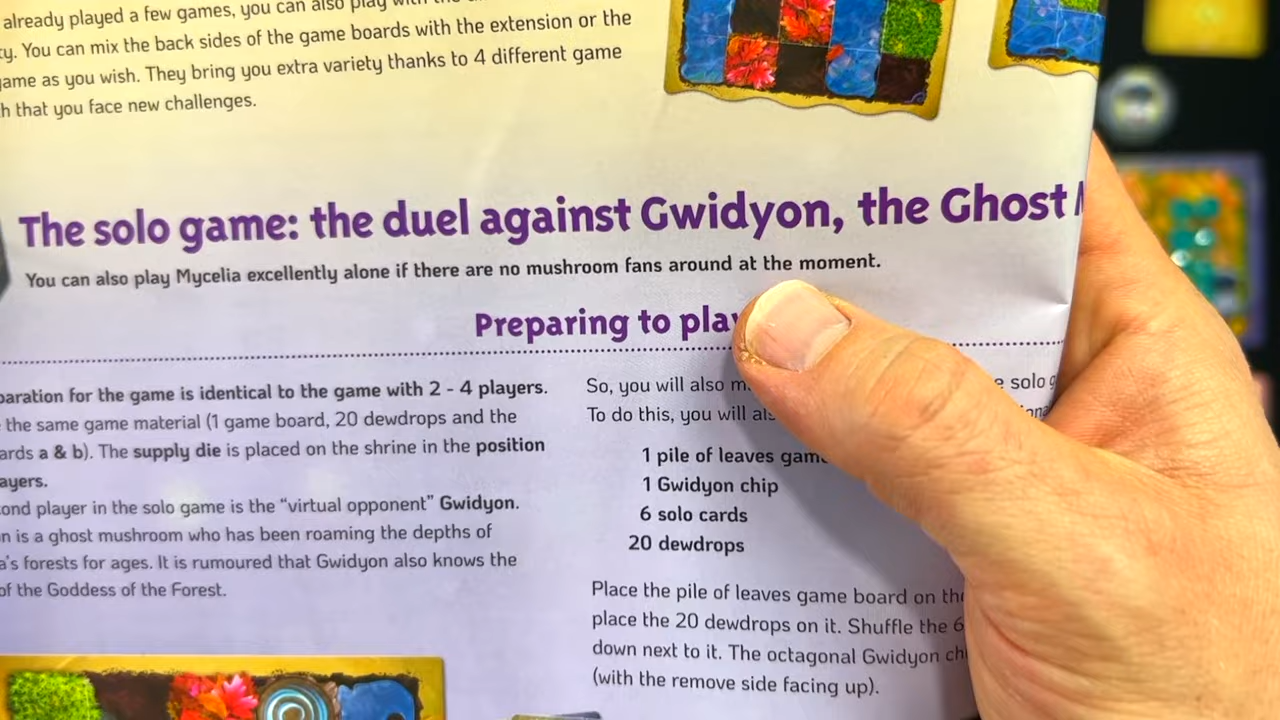 already played a few games, you can also play with the
ty. You can mix the back sides of the game boards with the extension or the
ame as you wish. They bring you extra variety thanks to 4 different game
h that you face new challenges.
The solo game: the duel against Gwidyon, the Ghost
You can also play Mycelia excellently alone if there are no mushroom fans around at the moment.
Preparing to play
paration for the game is identical to the game with 2 - 4 players.
the same game material (1 game board, 20 dewdrops and the
ards a & b). The supply die is placed on the shrine in the position
ayers.
ond player in the solo game is the “virtual opponent” Gwidyon.
n is a ghost mushroom who has been roaming the depths of
a's forests for ages. It is rumoured that Gwidyon also knows the
of the Goddess of the Forest.
So, you will also m e solo g
To do this, you will als
1 pile of leaves game
1 Gwidyon chip
6 solo cards
20 dewdrops
Place the pile of leaves game board on the
place the 20 dewdrops on it. Shuffle the 6
down next to it. The octagonal Gwidyon ch
(with the remove side facing up).